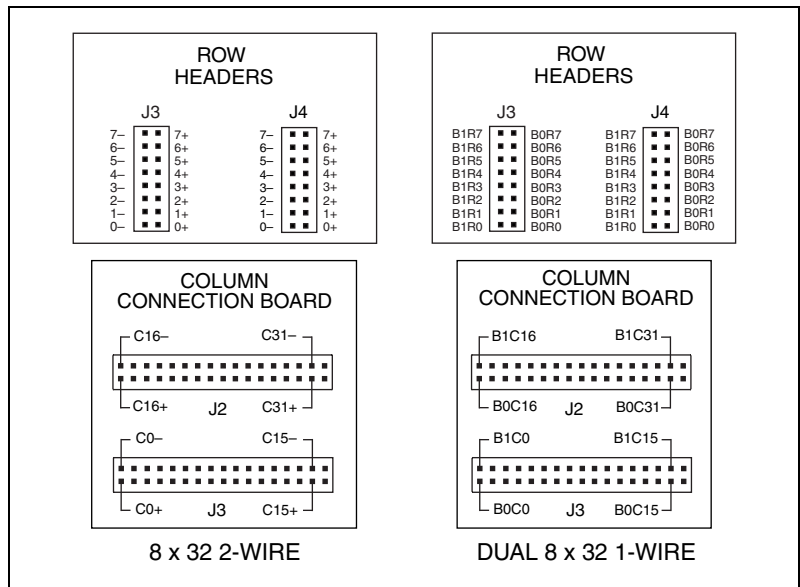 ROW
HEADERS
J3 J4
7– 7+ 7– 7+
6– 6+ 6– 6+
5– 5+ 5– 5+
4– 4+ 4– 4+
3– 3+ 3– 3+
2– 2+ 2– 2+
1– 1+ 1– 1+
0– 0+ 0– 0+
COLUMN
CONNECTION BOARD
C16– C31–
C16+ J2 C31+
C0– C15–
C0+ J3 C15+
8 x 32 2-WIRE
ROW
HEADERS
J3 J4
B1R7 B0R7 B1R7 B0R7
B1R6 B0R6 B1R6 B0R6
B1R5 B0R5 B1R5 B0R5
B1R4 B0R4 B1R4 B0R4
B1R3 B0R3 B1R3 B0R3
B1R2 B0R2 B1R2 B0R2
B1R1 B0R1 B1R1 B0R1
B1R0 B0R0 B1R0 B0R0
COLUMN
CONNECTION BOARD
B1C16 B1C31
B0C16 J2 B0C31
B1C0 B1C15
B0C0 J3 B0C15
DUAL 8 x 32 1-WIRE